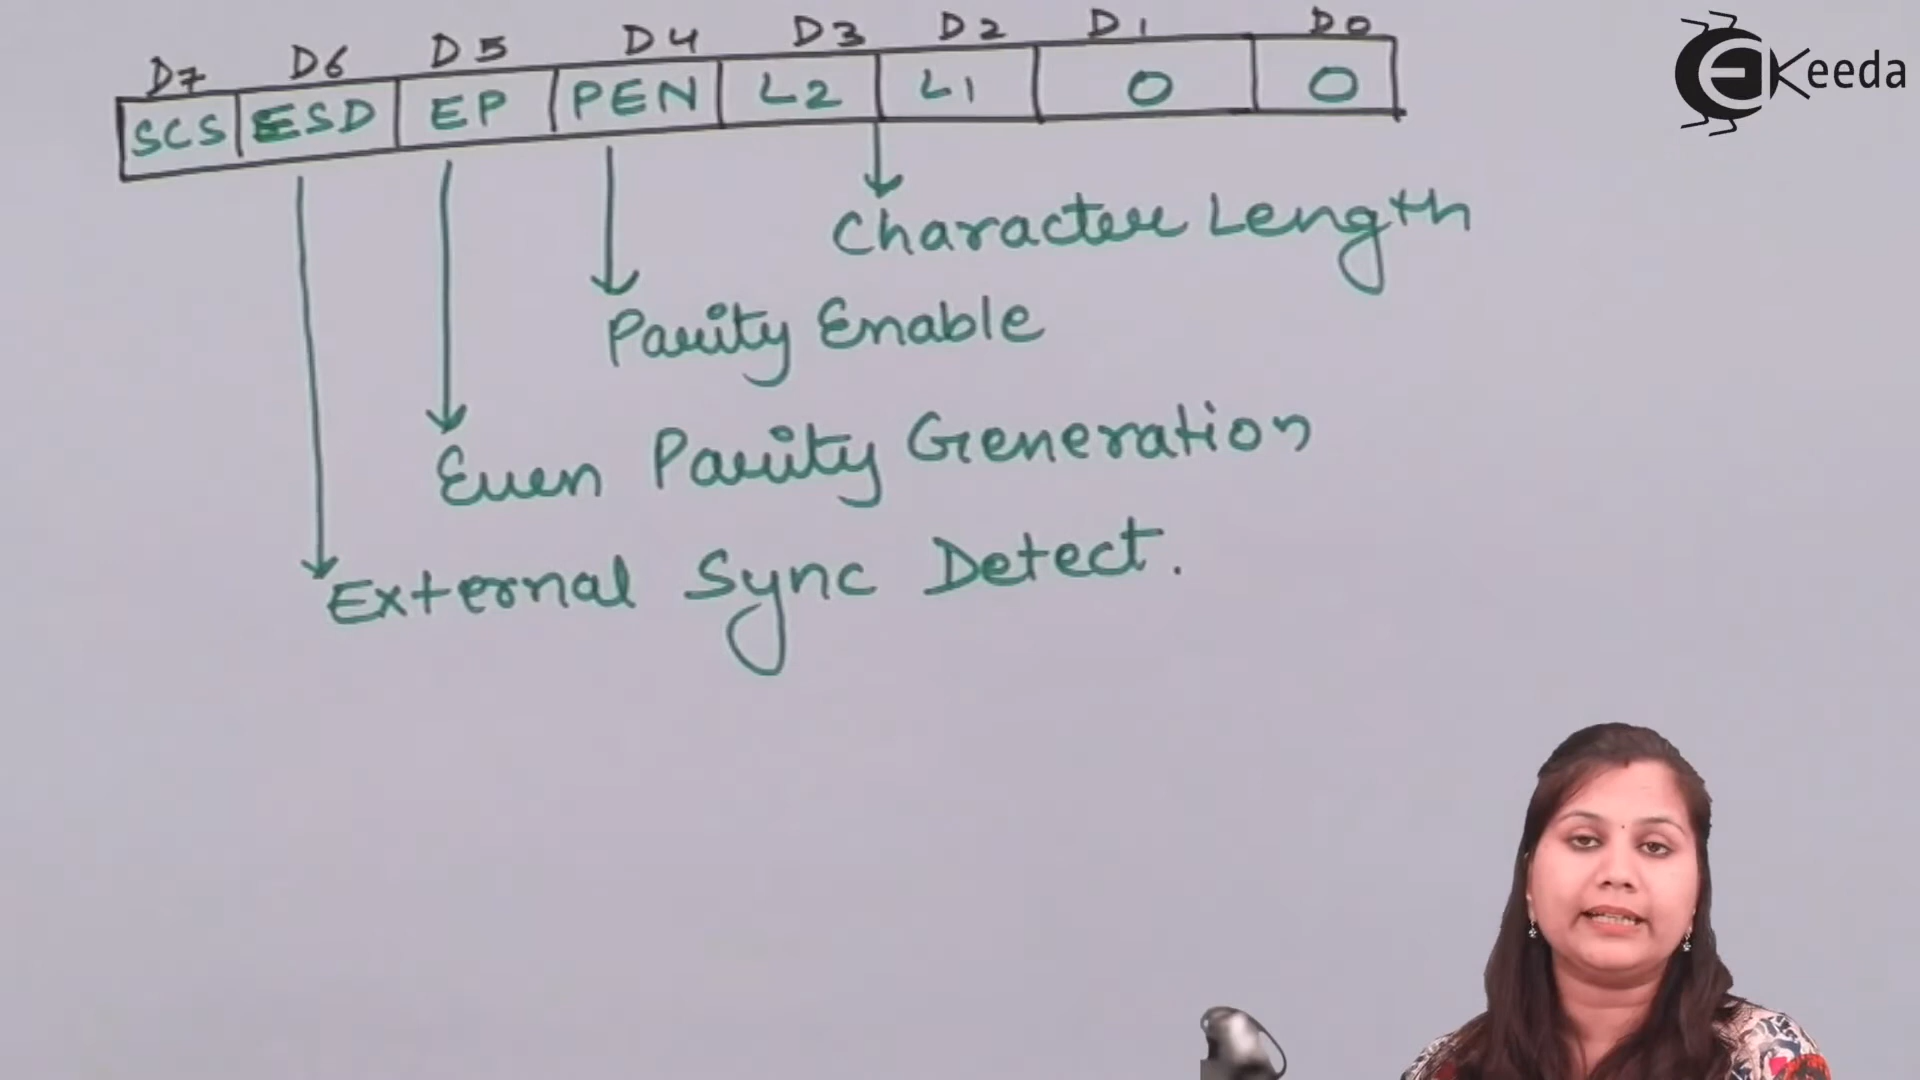 D7 D6 D5 D4 D3 D2 D1 D0
SCS ESD EP PEN L2 L1 0 0
Character Length
Parity Enable
Even Parity Generation
External Sync Detect.
EKeeda